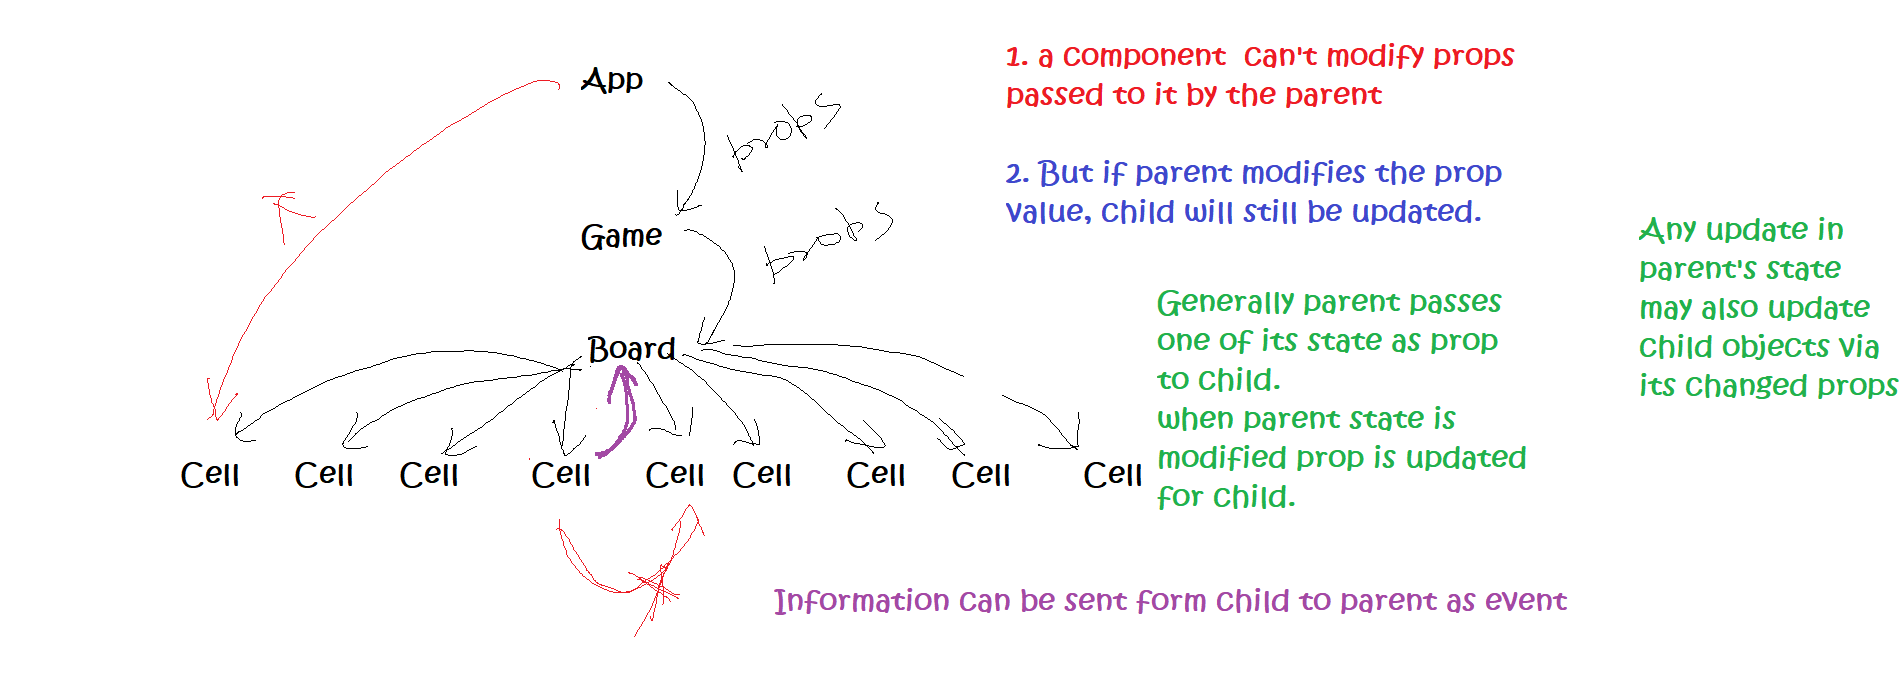 App
props
Game
props
Board
Cell Cell Cell Cell Cell Cell Cell Cell Cell
1. a component can't modify props
passed to it by the parent
2. But if parent modifies the prop
value, child will still be updated.
Generally parent passes
one of its state as prop
to child.
when parent state is
modified prop is updated
for child.
Any update in
parent's state
may also update
child objects via
its changed props
Information can be sent form child to parent as event